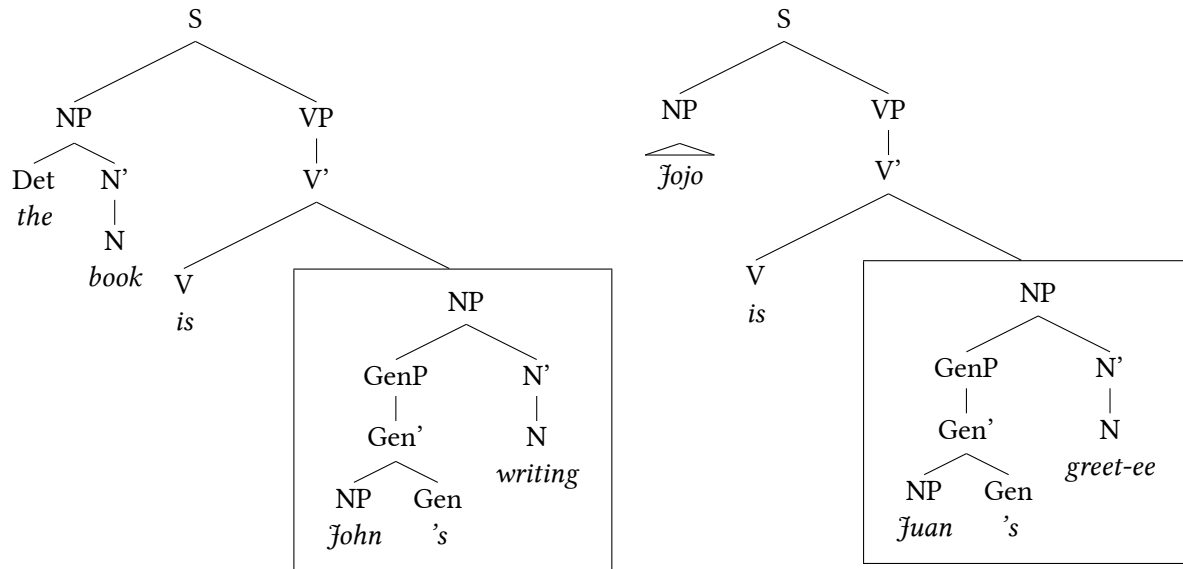 S
NP VP
Det N' V'
the
N
book V
is
NP
GenP N'
Gen' N
writing
NP Gen
John 's
S
NP VP
Jojo V'
V
is
NP
GenP N'
Gen' N
greet-ee
NP Gen
Juan 's